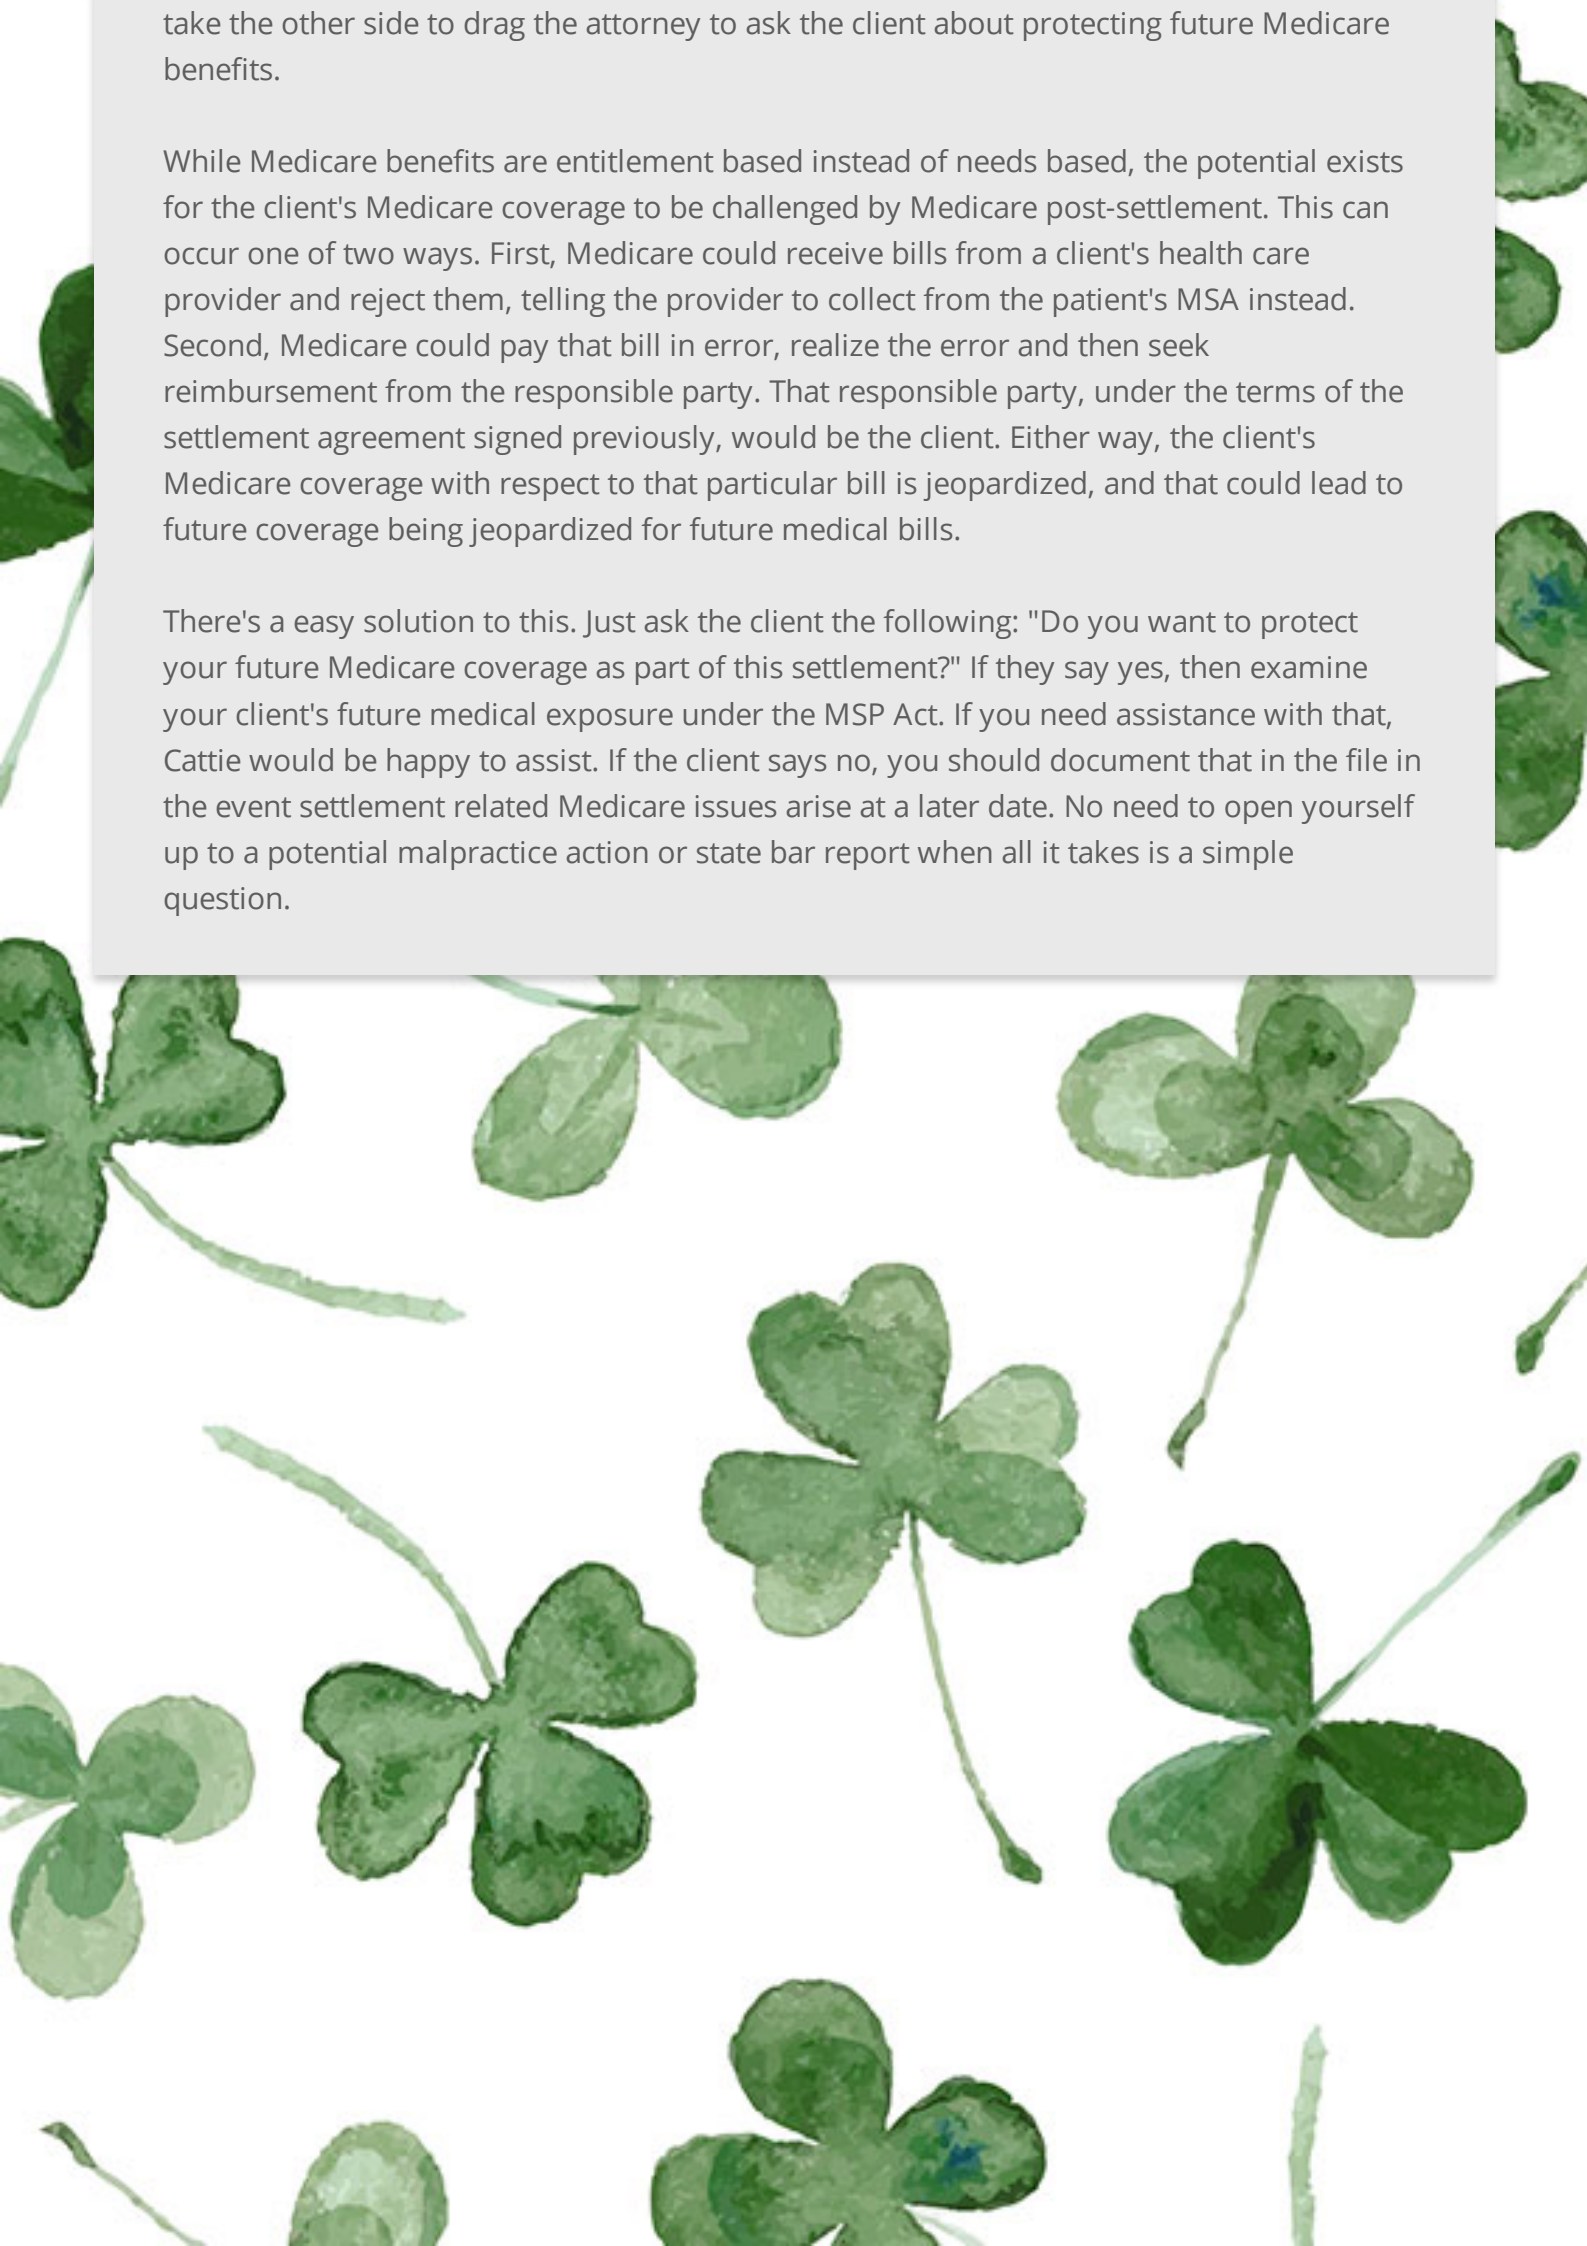 take the other side to drag the attorney to ask the client about protecting future Medicare
benefits.
While Medicare benefits are entitlement based instead of needs based, the potential exists
for the client's Medicare coverage to be challenged by Medicare post-settlement. This can
occur one of two ways. First, Medicare could receive bills from a client's health care
provider and reject them, telling the provider to collect from the patient's MSA instead.
Second, Medicare could pay that bill in error, realize the error and then seek
reimbursement from the responsible party. That responsible party, under the terms of the
settlement agreement signed previously, would be the client. Either way, the client's
Medicare coverage with respect to that particular bill is jeopardized, and that could lead to
future coverage being jeopardized for future medical bills.
There's a easy solution to this. Just ask the client the following: "Do you want to protect
your future Medicare coverage as part of this settlement?" If they say yes, then examine
your client's future medical exposure under the MSP Act. If you need assistance with that,
Cattie would be happy to assist. If the client says no, you should document that in the file in
the event settlement related Medicare issues arise at a later date. No need to open yourself
up to a potential malpractice action or state bar report when all it takes is a simple
question.